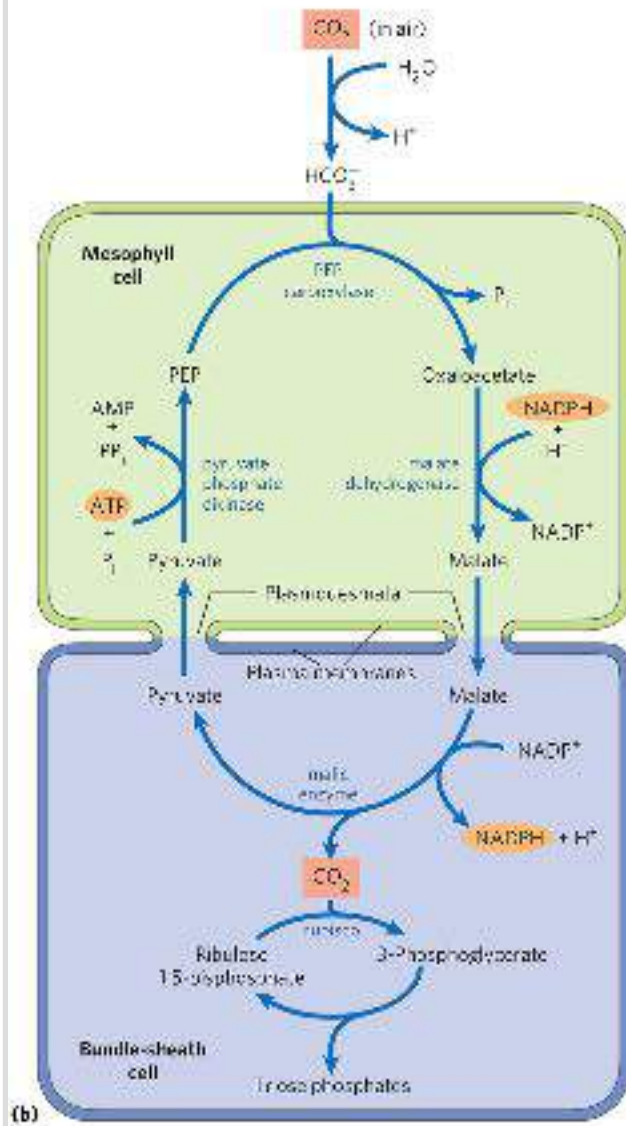 CO₂ (in air)
H₂O
H⁺
HCO₃⁻
Mesophyll
cell
PEP
carboxylase
Pᵢ
PEP
Oxaloacetate
AMP
+
PPᵢ
NADPH
+
H⁺
pyruvate
phosphate
dikinase
malate
dehydrogenase
ATP
+
Pᵢ
NADP⁺
Pyruvate
Malate
Plasmodesmata
Plasma membranes
Pyruvate
Malate
NADP⁺
malic
enzyme
NADPH + H⁺
CO₂
rubisco
Ribulose
1,5-bisphosphate
3-Phosphoglycerate
Bundle-sheath
cell
Triose phosphates
(b)